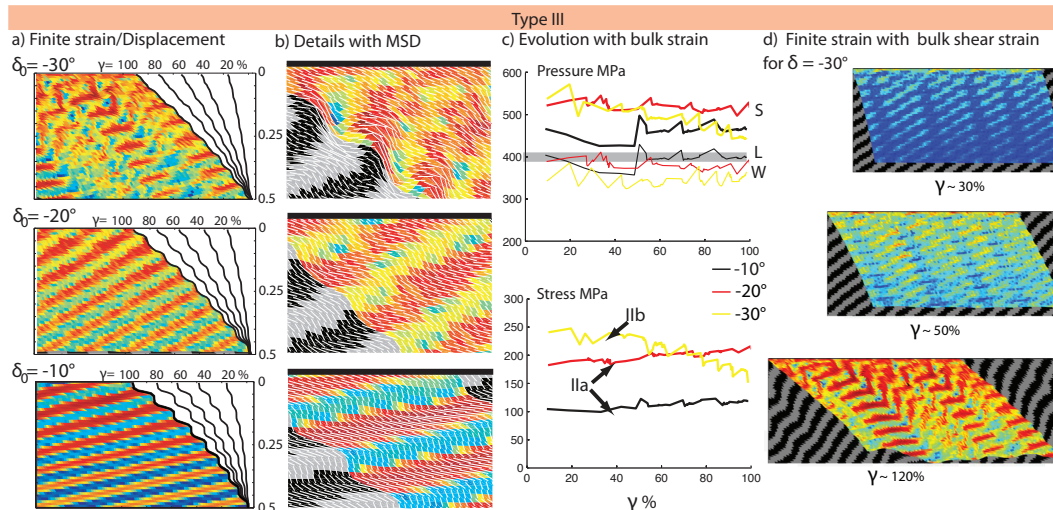 Type III
a) Finite strain/Displacement
δ₀= -30°
γ= 100 80 60 40 20 %
0
0.25
0.5
δ₀= -20°
γ= 100 80 60 40 20 %
0
0.25
0.5
δ₀= -10°
γ= 100 80 60 40 20 %
0
0.25
0.5
b) Details with MSD
c) Evolution with bulk strain
Pressure MPa
600
500
400
300
200
0 20 40 60 80 100
S
L
W
-10°
-20°
-30°
Stress MPa
300
250
200
150
100
50
0
IIb
IIa
0 20 40 60 80 100
γ %
d) Finite strain with bulk shear strain
for δ = -30°
γ ~ 30%
γ ~ 50%
γ ~ 120%